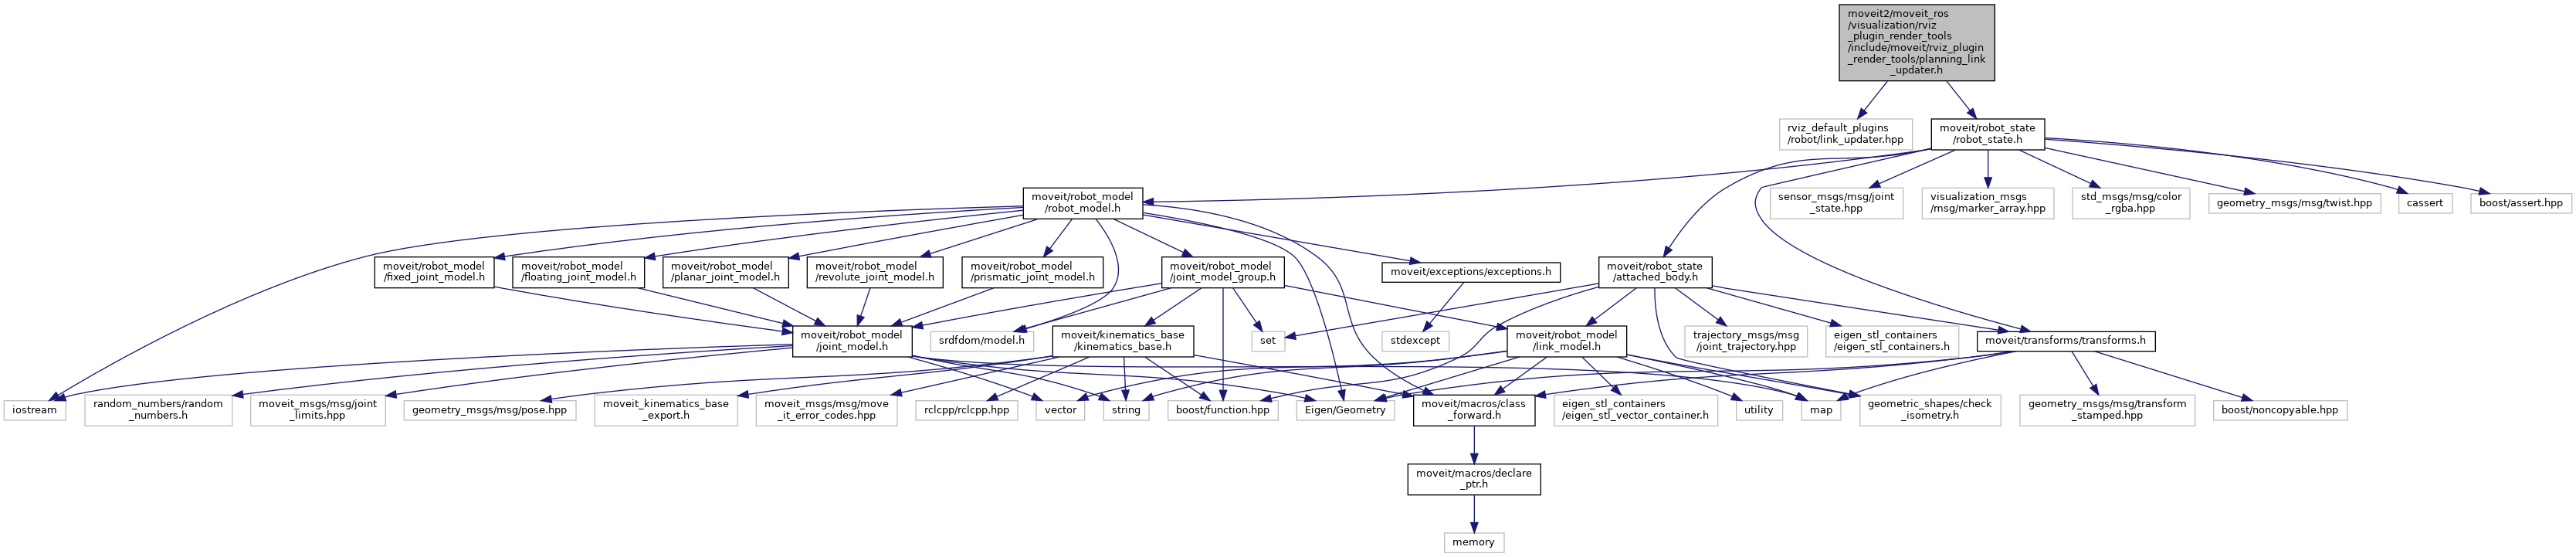 moveit2/moveit_ros
/visualization/rviz
_plugin_render_tools
/include/moveit/rviz_plugin
_render_tools/planning_link
_updater.h
rviz_default_plugins
/robot/link_updater.hpp
moveit/robot_state
/robot_state.h
moveit/robot_model
/robot_model.h
sensor_msgs/msg/joint
_state.hpp
visualization_msgs
/msg/marker_array.hpp
std_msgs/msg/color
_rgba.hpp
geometry_msgs/msg/twist.hpp
cassert
boost/assert.hpp
moveit/robot_model
/fixed_joint_model.h
moveit/robot_model
/floating_joint_model.h
moveit/robot_model
/planar_joint_model.h
moveit/robot_model
/revolute_joint_model.h
moveit/robot_model
/prismatic_joint_model.h
moveit/robot_model
/joint_model_group.h
moveit/exceptions/exceptions.h
moveit/robot_state
/attached_body.h
moveit/robot_model
/joint_model.h
srdfdom/model.h
moveit/kinematics_base
/kinematics_base.h
set
stdexcept
moveit/robot_model
/link_model.h
trajectory_msgs/msg
/joint_trajectory.hpp
eigen_stl_containers
/eigen_stl_containers.h
moveit/transforms/transforms.h
iostream
random_numbers/random
_numbers.h
moveit_msgs/msg/joint
_limits.hpp
geometry_msgs/msg/pose.hpp
moveit_kinematics_base
_export.h
moveit_msgs/msg/move
_it_error_codes.hpp
rclcpp/rclcpp.hpp
vector
string
boost/function.hpp
Eigen/Geometry
moveit/macros/class
_forward.h
eigen_stl_containers
/eigen_stl_vector_container.h
utility
map
geometric_shapes/check
_isometry.h
geometry_msgs/msg/transform
_stamped.hpp
boost/noncopyable.hpp
moveit/macros/declare
_ptr.h
memory